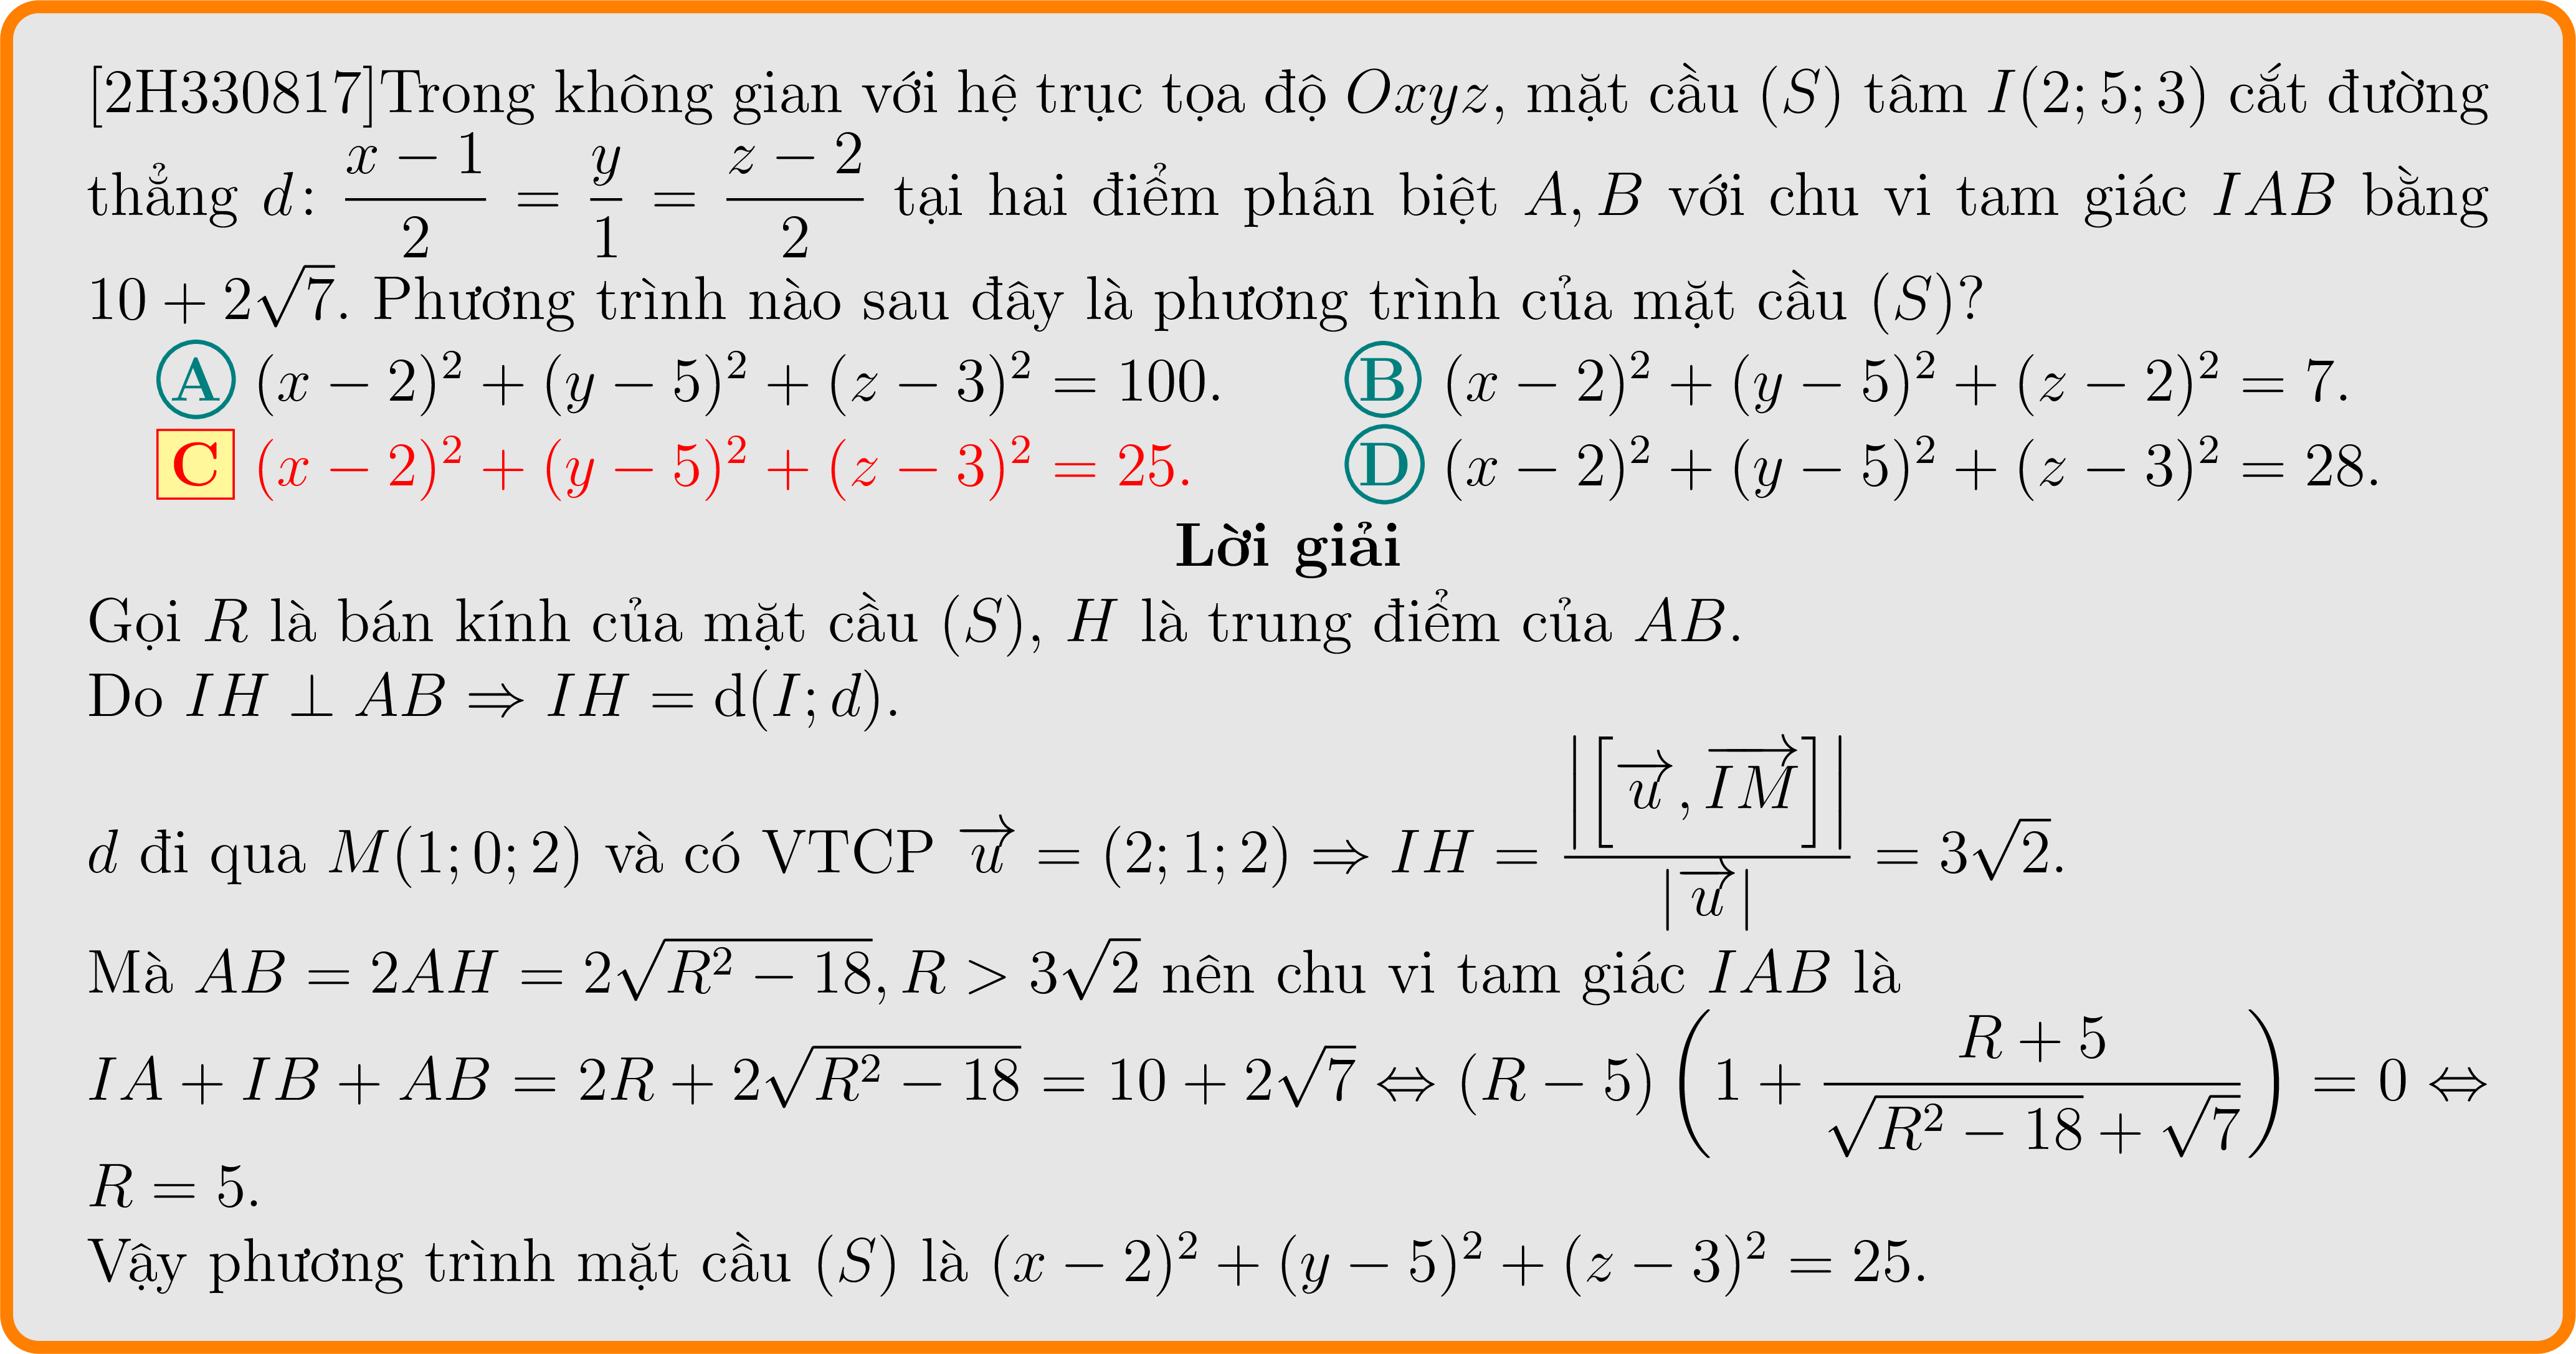 [2H330817]Trong không gian với hệ trục tọa độ $Oxyz$, mặt cầu $(S)$ tâm $I(2;5;3)$ cắt đường
thẳng $d\colon \dfrac{x-1}{2} = \dfrac{y}{1} = \dfrac{z-2}{2}$ tại hai điểm phân biệt $A, B$ với chu vi tam giác $IAB$ bằng
$10 + 2\sqrt{7}$. Phương trình nào sau đây là phương trình của mặt cầu $(S)$?
A $(x-2)^2 + (y-5)^2 + (z-3)^2 = 100$. B $(x-2)^2 + (y-5)^2 + (z-2)^2 = 7$.
C $(x-2)^2 + (y-5)^2 + (z-3)^2 = 25$. D $(x-2)^2 + (y-5)^2 + (z-3)^2 = 28$.
Lời giải
Gọi $R$ là bán kính của mặt cầu $(S)$, $H$ là trung điểm của $AB$.
Do $IH \perp AB \Rightarrow IH = \mathrm{d}(I; d)$.
$d$ đi qua $M(1;0;2)$ và có VTCP $\overrightarrow{u} = (2;1;2) \Rightarrow IH = \dfrac{\left|\left[\overrightarrow{u}, \overrightarrow{IM}\right]\right|}{|\overrightarrow{u}|} = 3\sqrt{2}$.
Mà $AB = 2AH = 2\sqrt{R^2 - 18}, R > 3\sqrt{2}$ nên chu vi tam giác $IAB$ là
$IA + IB + AB = 2R + 2\sqrt{R^2 - 18} = 10 + 2\sqrt{7} \Leftrightarrow (R-5)\left(1 + \dfrac{R+5}{\sqrt{R^2-18} + \sqrt{7}}\right) = 0 \Leftrightarrow$
$R = 5$.
Vậy phương trình mặt cầu $(S)$ là $(x-2)^2 + (y-5)^2 + (z-3)^2 = 25$.